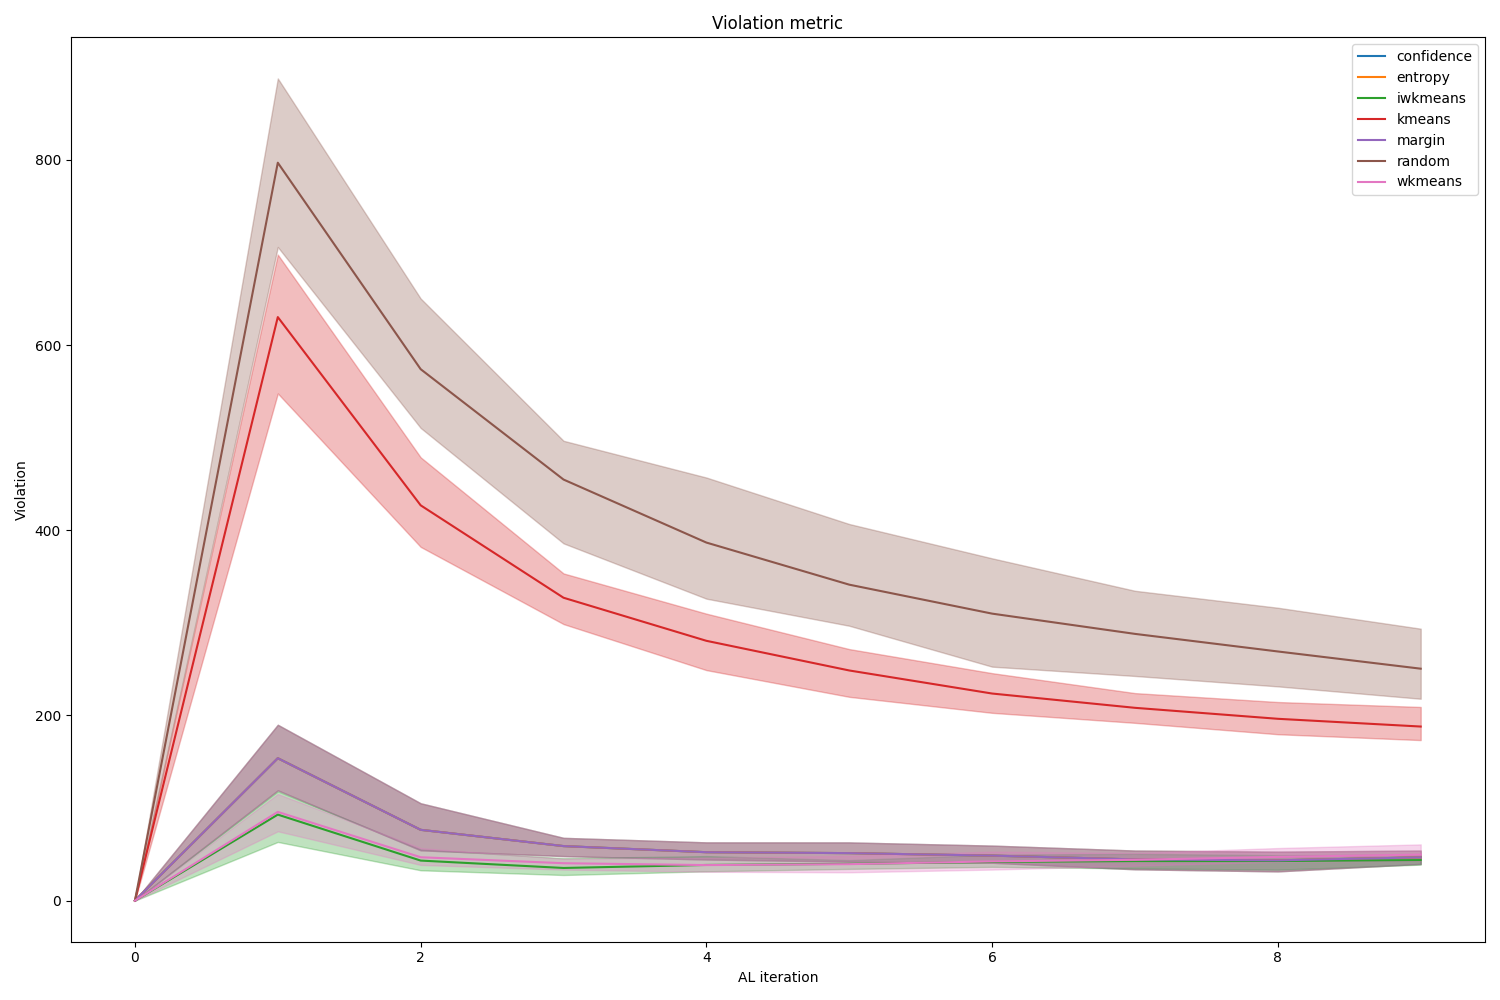 Violation metric
confidence
entropy
iwkmeans
kmeans
margin
random
wkmeans
Violation
800
600
400
200
0
0 2 4 6 8
AL iteration